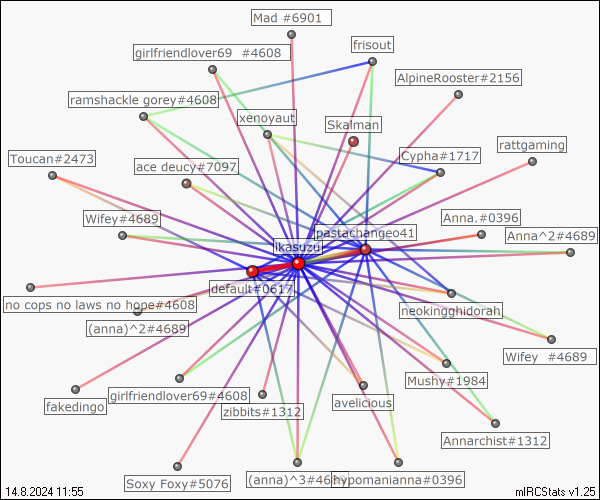 Mad #6901
girlfriendlover69 #4608
frisout
AlpineRooster#2156
ramshackle gorey#4608
xenoyaut
Skalman
rattgaming
Toucan#2473
ace deucy#7097
Cypha#1717
Wifey#4689
Anna.#0396
pastachangeo41
Anna^2#4689
ikasuzu
default#0617
no cops no laws no hope#4608
neokingghidorah
(anna)^2#4689
Wifey #4689
Mushy#1984
girlfriendlover69#4608
avelicious
fakedingo
zibbits#1312
Annarchist#1312
Soxy Foxy#5076
(anna)^3#46
hypomanianna#0396
14.8.2024 11:55
mIRCStats v1.25